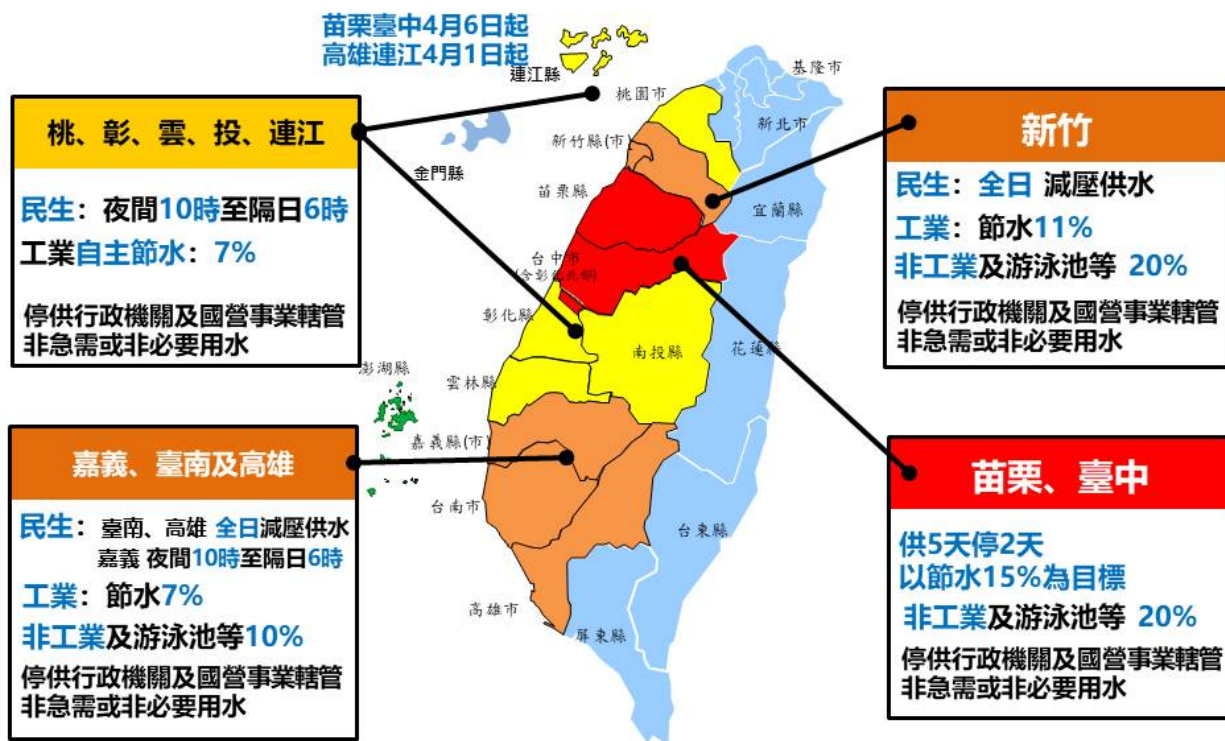 苗栗臺中4月6日起
高雄連江4月1日起
桃、彰、雲、投、連江
民生：夜間10時至隔日6時
工業自主節水：7%
停供行政機關及國營事業轄管
非急需或非必要用水
嘉義、臺南及高雄
民生：臺南、高雄 全日減壓供水
嘉義 夜間10時至隔日6時
工業：節水7%
非工業及游泳池等10%
停供行政機關及國營事業轄管
非急需或非必要用水
連江縣
金門縣
澎湖縣
基隆市
桃園市
新北市
新竹縣(市)
苗栗縣
宜蘭縣
台中市
(含彰化北部)
彰化縣
南投縣
花蓮縣
雲林縣
嘉義縣(市)
台南市
台東縣
高雄市
屏東縣
新竹
民生：全日 減壓供水
工業：節水11%
非工業及游泳池等 20%
停供行政機關及國營事業轄管
非急需或非必要用水
苗栗、臺中
供5天停2天
以節水15%為目標
非工業及游泳池等 20%
停供行政機關及國營事業轄管
非急需或非必要用水